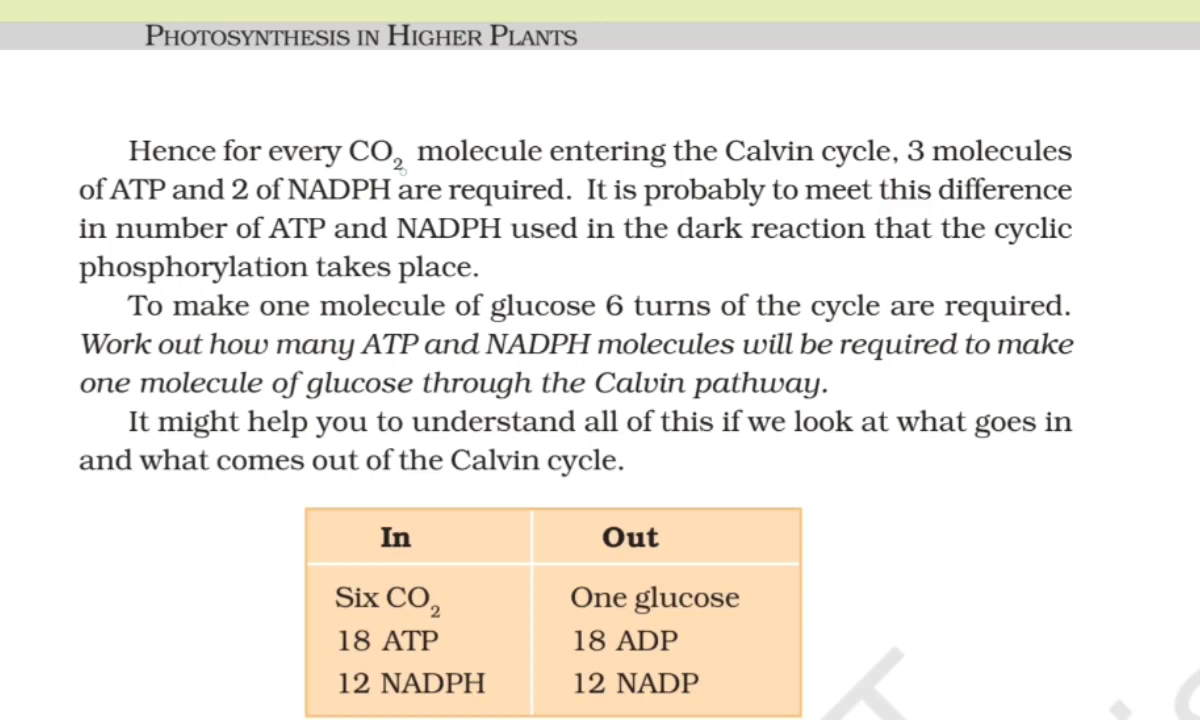 PHOTOSYNTHESIS IN HIGHER PLANTS
Hence for every CO₂ molecule entering the Calvin cycle, 3 molecules
of ATP and 2 of NADPH are required. It is probably to meet this difference
in number of ATP and NADPH used in the dark reaction that the cyclic
phosphorylation takes place.
To make one molecule of glucose 6 turns of the cycle are required.
Work out how many ATP and NADPH molecules will be required to make
one molecule of glucose through the Calvin pathway.
It might help you to understand all of this if we look at what goes in
and what comes out of the Calvin cycle.
In Out
Six CO₂ One glucose
18 ATP 18 ADP
12 NADPH 12 NADP